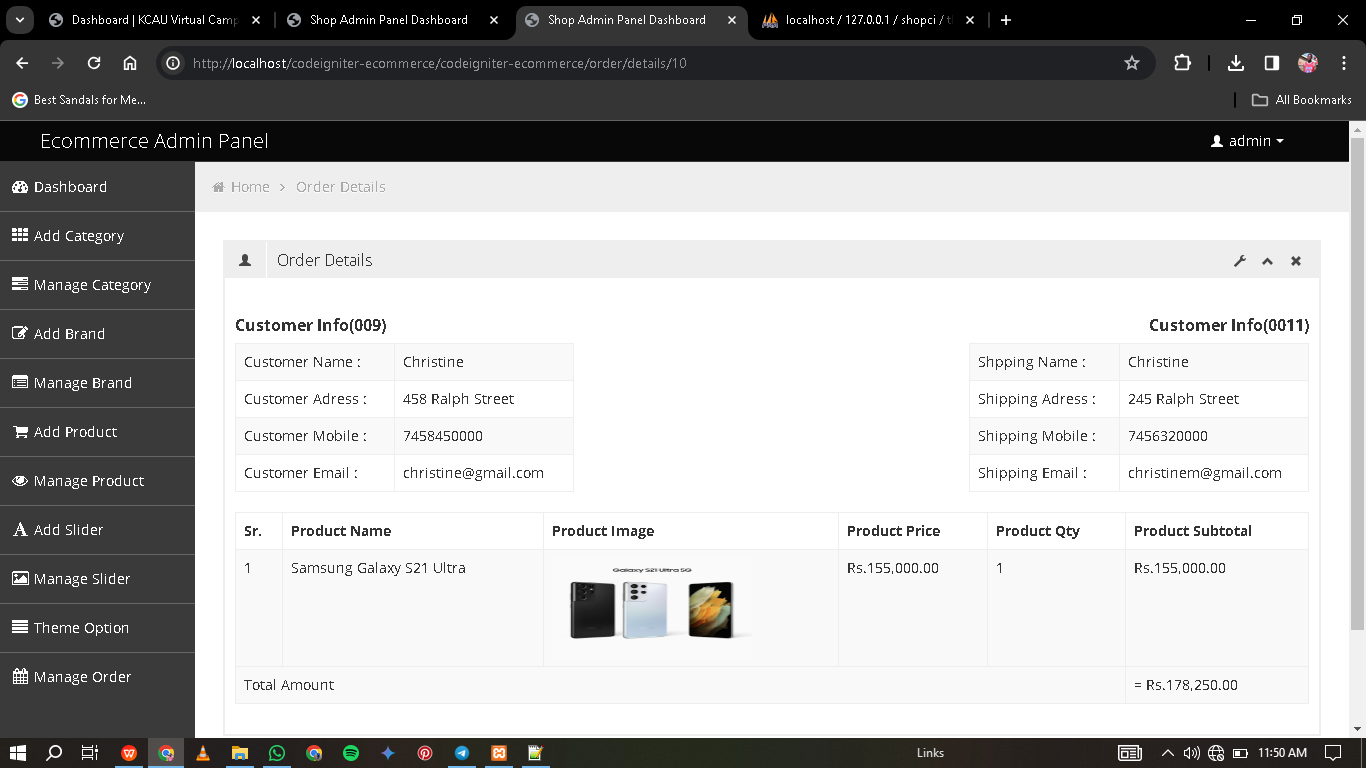 Dashboard | KCAU Virtual Camp
Shop Admin Panel Dashboard
Shop Admin Panel Dashboard
localhost / 127.0.0.1 / shopci / t
http://localhost/codeigniter-ecommerce/codeigniter-ecommerce/order/details/10
Best Sandals for Me...
All Bookmarks
Ecommerce Admin Panel
admin
Dashboard
Add Category
Manage Category
Add Brand
Manage Brand
Add Product
Manage Product
Add Slider
Manage Slider
Theme Option
Manage Order
Home > Order Details
Order Details
Customer Info(009)
Customer Name : Christine
Customer Adress : 458 Ralph Street
Customer Mobile : 7458450000
Customer Email : christine@gmail.com
Customer Info(0011)
Shpping Name : Christine
Shipping Adress : 245 Ralph Street
Shipping Mobile : 7456320000
Shipping Email : christinem@gmail.com
Sr. Product Name Product Image Product Price Product Qty Product Subtotal
Galaxy S21 Ultra 5G
1 Samsung Galaxy S21 Ultra Rs.155,000.00 1 Rs.155,000.00
Total Amount = Rs.178,250.00
Links
11:50 AM